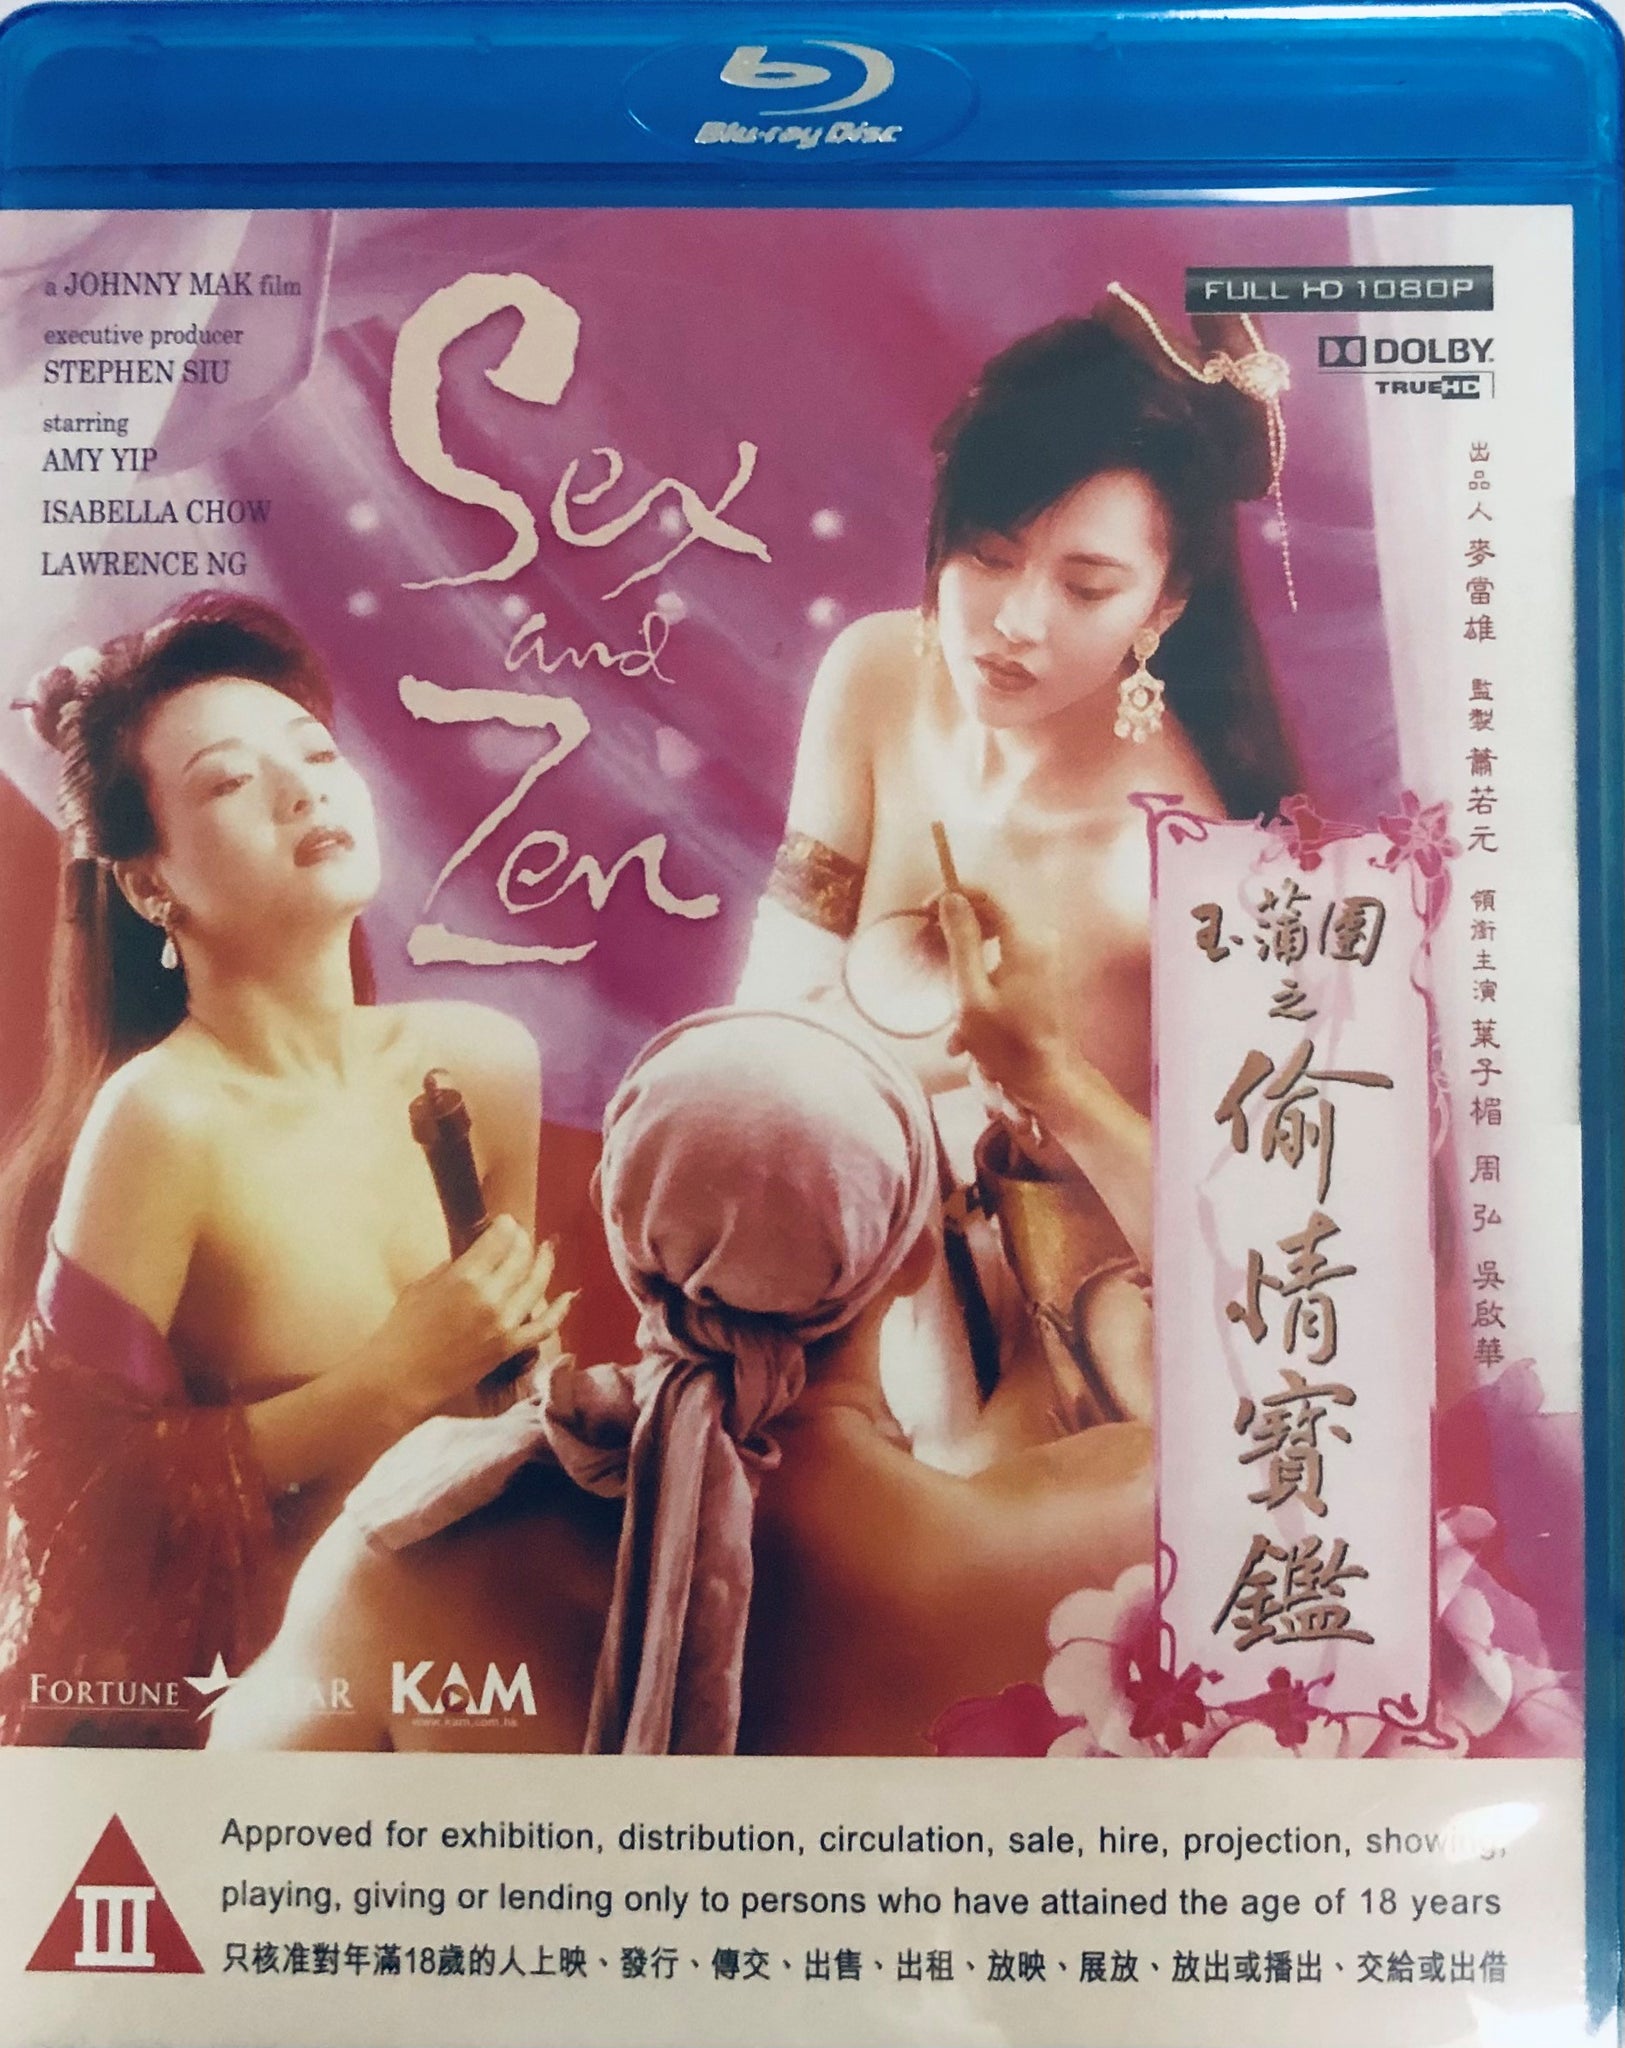 Blu-ray Disc
a JOHNNY MAK film
executive producer
STEPHEN SIU
starring
AMY YIP
ISABELLA CHOW
LAWRENCE NG
Sex
and
Zen
FULL HD 1080P
DOLBY
TRUEHD
出品人 麥當雄 監製 蕭若元 領銜主演 葉子楣 周弘 吳啟華
玉蒲團
之
偷情寶鑑
FORTUNE STAR
KAM
www.kam.com.hk
III
Approved for exhibition, distribution, circulation, sale, hire, projection, showing,
playing, giving or lending only to persons who have attained the age of 18 years
只核准對年滿18歲的人上映、發行、傳交、出售、出租、放映、展放、放出或播出、交給或出借